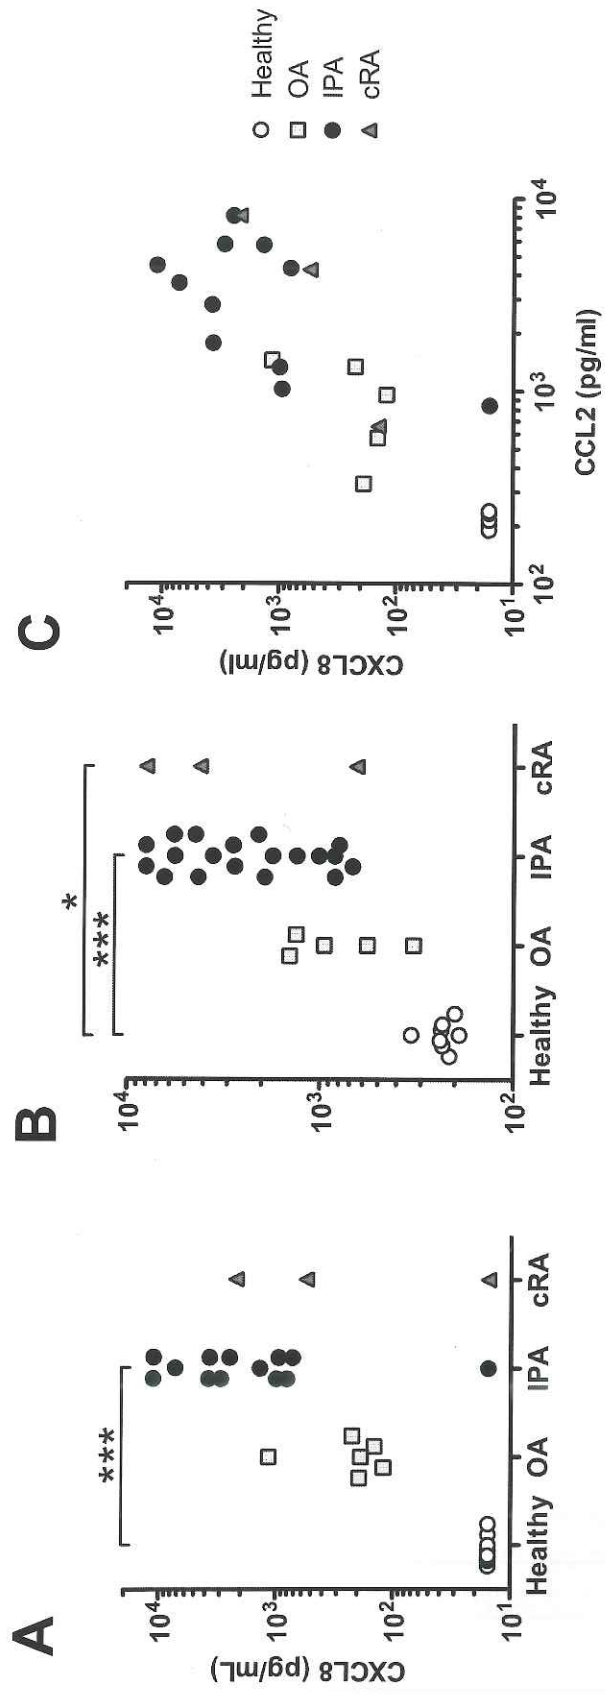 A
CXCL8 (pg/mL)
10⁴
10³
10²
10¹
***
Healthy OA IPA cRA
B
10⁴
10³
10²
*
***
Healthy OA IPA cRA
C
CXCL8 (pg/ml)
10⁴
10³
10²
10¹
10² 10³ 10⁴
CCL2 (pg/ml)
Healthy
OA
IPA
cRA